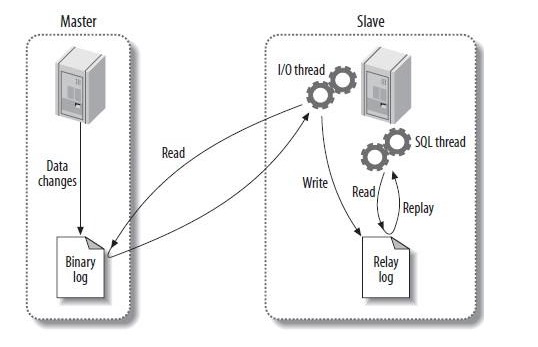 Master
Slave
I/O thread
SQL thread
Read
Data
changes
Write
Read
Replay
Binary
log
Relay
log